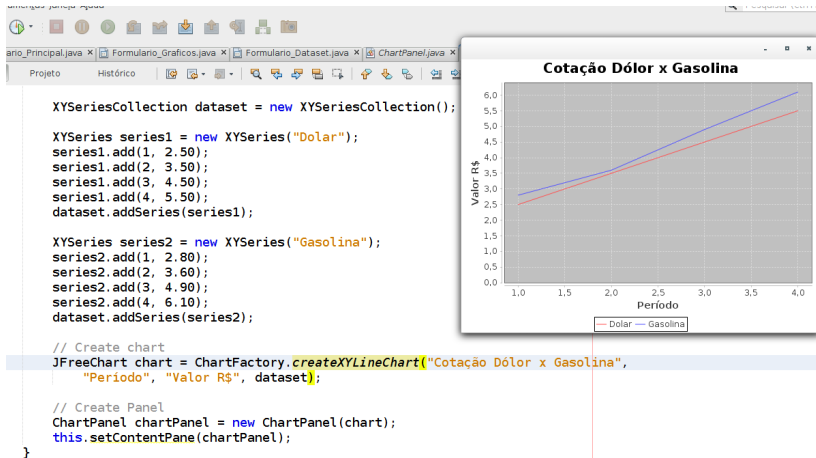 ario_Principal.java × Formulario_Graficos.java × Formulario_Dataset.java × ChartPanel.java ×
Projeto Histórico
XYSeriesCollection dataset = new XYSeriesCollection();
XYSeries series1 = new XYSeries("Dolar");
series1.add(1, 2.50);
series1.add(2, 3.50);
series1.add(3, 4.50);
series1.add(4, 5.50);
dataset.addSeries(series1);
XYSeries series2 = new XYSeries("Gasolina");
series2.add(1, 2.80);
series2.add(2, 3.60);
series2.add(3, 4.90);
series2.add(4, 6.10);
dataset.addSeries(series2);
// Create chart
JFreeChart chart = ChartFactory.createXYLineChart("Cotação Dólor x Gasolina",
"Período", "Valor R$", dataset);
// Create Panel
ChartPanel chartPanel = new ChartPanel(chart);
this.setContentPane(chartPanel);
}
Cotação Dólor x Gasolina
Valor R$
6,0
5,5
5,0
4,5
4,0
3,5
3,0
2,5
2,0
1,5
1,0
0,5
0,0
1,0 1,5 2,0 2,5 3,0 3,5 4,0
Período
Dolar Gasolina